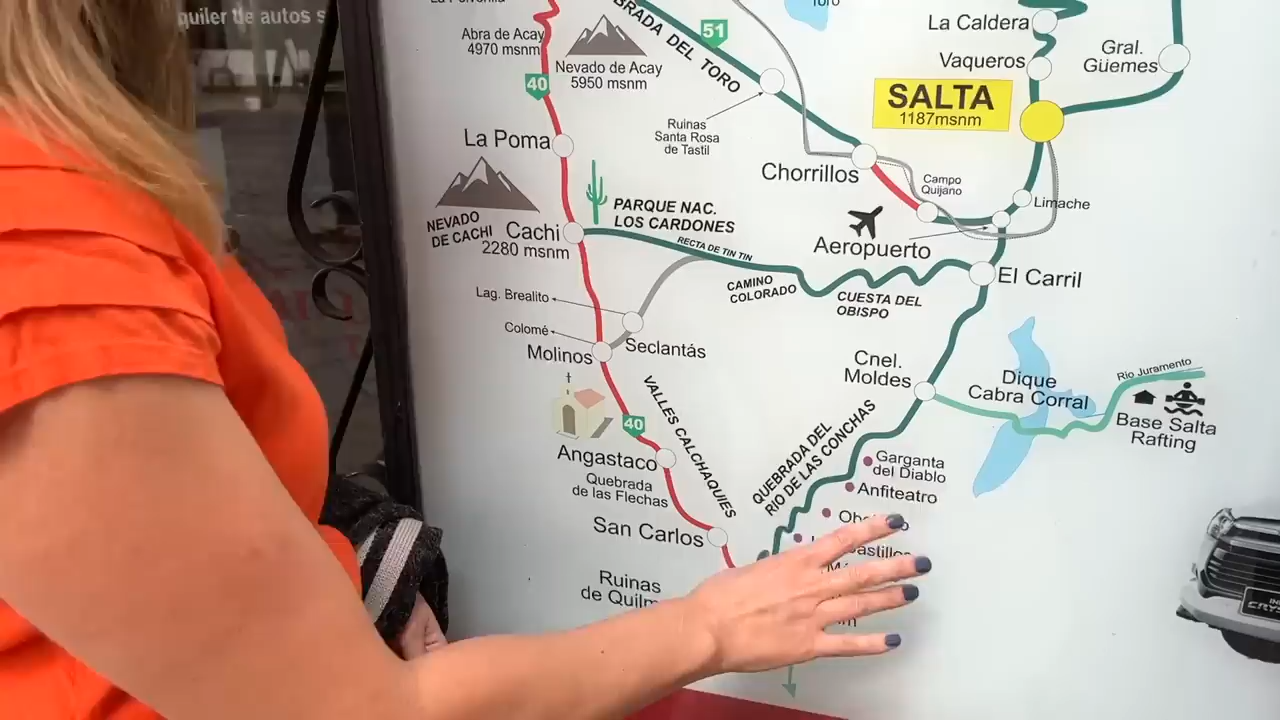 quiler de autos s
Abra de Acay
4970 msnm
Nevado de Acay
5950 msnm
40
51
BRADA DEL TORO
Toro
La Caldera
Vaqueros
Gral.
Güemes
SALTA
1187msnm
La Poma
Ruinas
Santa Rosa
de Tastil
Chorrillos
Campo
Quijano
Limache
NEVADO
DE CACHI
Cachi
2280 msnm
PARQUE NAC.
LOS CARDONES
RECTA DE TIN TIN
CAMINO
COLORADO
CUESTA DEL
OBISPO
Aeropuerto
El Carril
Lag. Brealito
Colomé
Molinos
Seclantás
Cnel.
Moldes
Dique
Cabra Corral
Rio Juramento
Base Salta
Rafting
VALLES CALCHAQUIES
40
Angastaco
Quebrada
de las Flechas
San Carlos
QUEBRADA DEL
RIO DE LAS CONCHAS
Garganta
del Diablo
Anfiteatro
Ruinas